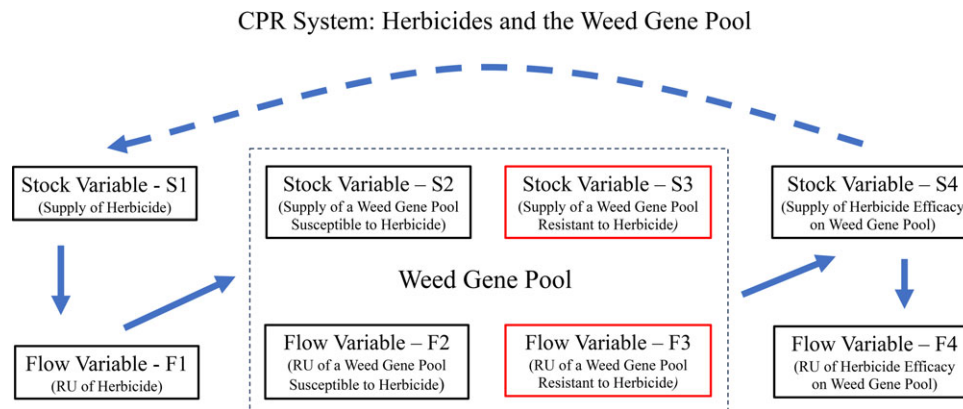 CPR System: Herbicides and the Weed Gene Pool
Stock Variable - S1
(Supply of Herbicide)
Stock Variable – S2
(Supply of a Weed Gene Pool
Susceptible to Herbicide)
Stock Variable – S3
(Supply of a Weed Gene Pool
Resistant to Herbicide)
Stock Variable – S4
(Supply of Herbicide Efficacy
on Weed Gene Pool)
Weed Gene Pool
Flow Variable - F1
(RU of Herbicide)
Flow Variable – F2
(RU of a Weed Gene Pool
Susceptible to Herbicide)
Flow Variable – F3
(RU of a Weed Gene Pool
Resistant to Herbicide)
Flow Variable – F4
(RU of Herbicide Efficacy
on Weed Gene Pool)